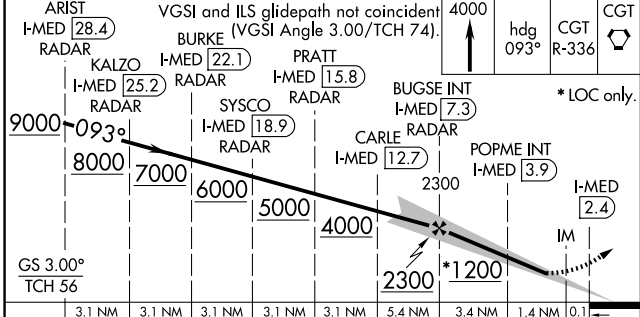 VGSI and ILS glidepath not coincident
(VGSI Angle 3.00/TCH 74).
4000
hdg
093°
CGT
R-336
CGT
* LOC only.
ARIST
I-MED 28.4
RADAR
KALZO
I-MED 25.2
RADAR
BURKE
I-MED 22.1
RADAR
SYSCO
I-MED 18.9
RADAR
PRATT
I-MED 15.8
RADAR
CARLE
I-MED 12.7
BUGSE INT
I-MED 7.3
RADAR
POPME INT
I-MED 3.9
I-MED
2.4
IM
9000
093°
8000
7000
6000
5000
4000
2300
2300
*1200
GS 3.00°
TCH 56
3.1 NM
3.1 NM
3.1 NM
3.1 NM
3.1 NM
5.4 NM
3.4 NM
1.4 NM
0.1